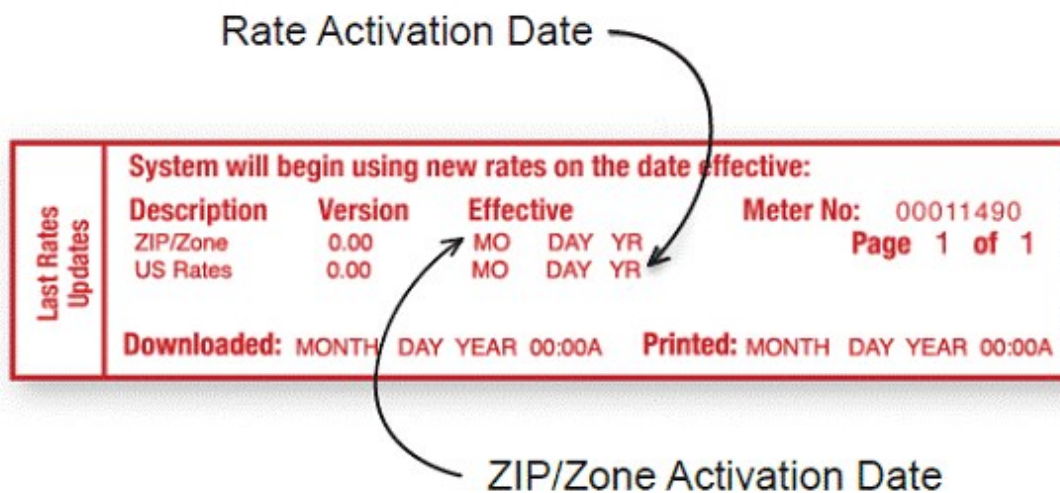 Rate Activation Date
Last Rates
Updates
System will begin using new rates on the date effective:
Description Version Effective Meter No: 00011490
ZIP/Zone 0.00 MO DAY YR Page 1 of 1
US Rates 0.00 MO DAY YR
Downloaded: MONTH DAY YEAR 00:00A Printed: MONTH DAY YEAR 00:00A
ZIP/Zone Activation Date